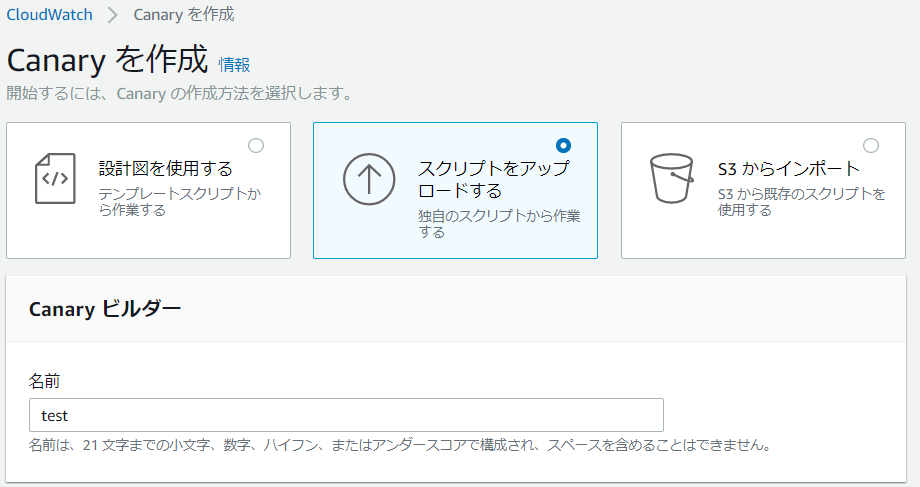 CloudWatch > Canary を作成
Canary を作成 情報
開始するには、Canary の作成方法を選択します。
設計図を使用する
テンプレートスクリプトか
ら作業する
スクリプトをアップ
ロードする
独自のスクリプトから作業
する
S3 からインポート
S3 から既存のスクリプトを
使用する
Canary ビルダー
名前
test
名前は、21 文字までの小文字、数字、ハイフン、またはアンダースコアで構成され、スペースを含めることはできません。